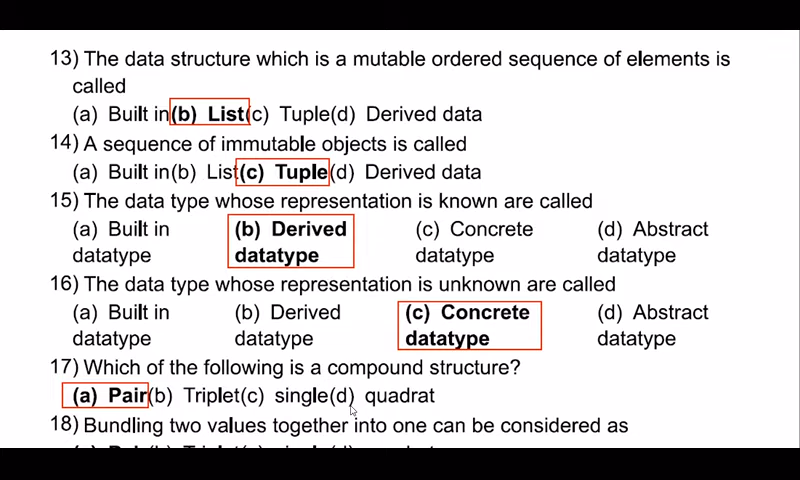 13) The data structure which is a mutable ordered sequence of elements is
called
(a) Built in(b) List(c) Tuple(d) Derived data
14) A sequence of immutable objects is called
(a) Built in(b) List(c) Tuple(d) Derived data
15) The data type whose representation is known are called
(a) Built in (b) Derived (c) Concrete (d) Abstract
datatype datatype datatype datatype
16) The data type whose representation is unknown are called
(a) Built in (b) Derived (c) Concrete (d) Abstract
datatype datatype datatype datatype
17) Which of the following is a compound structure?
(a) Pair(b) Triplet(c) single(d) quadrat
18) Bundling two values together into one can be considered as